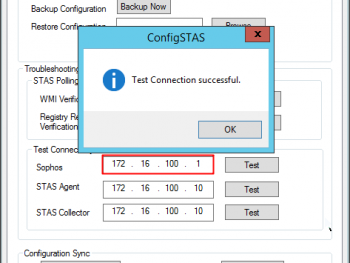 Backup Configuration
Backup Now
Restore Configuration
Browse
ConfigSTAS
x
Test Connection successful.
OK
Troubleshooting
STAS Polling
WMI Verific
Registry Re
Verification
Test Connec
Sophos 172 . 16 . 100 . 1 Test
STAS Agent 172 . 16 . 100 . 10 Test
STAS Collector 172 . 16 . 100 . 10 Test
Configuration Sync